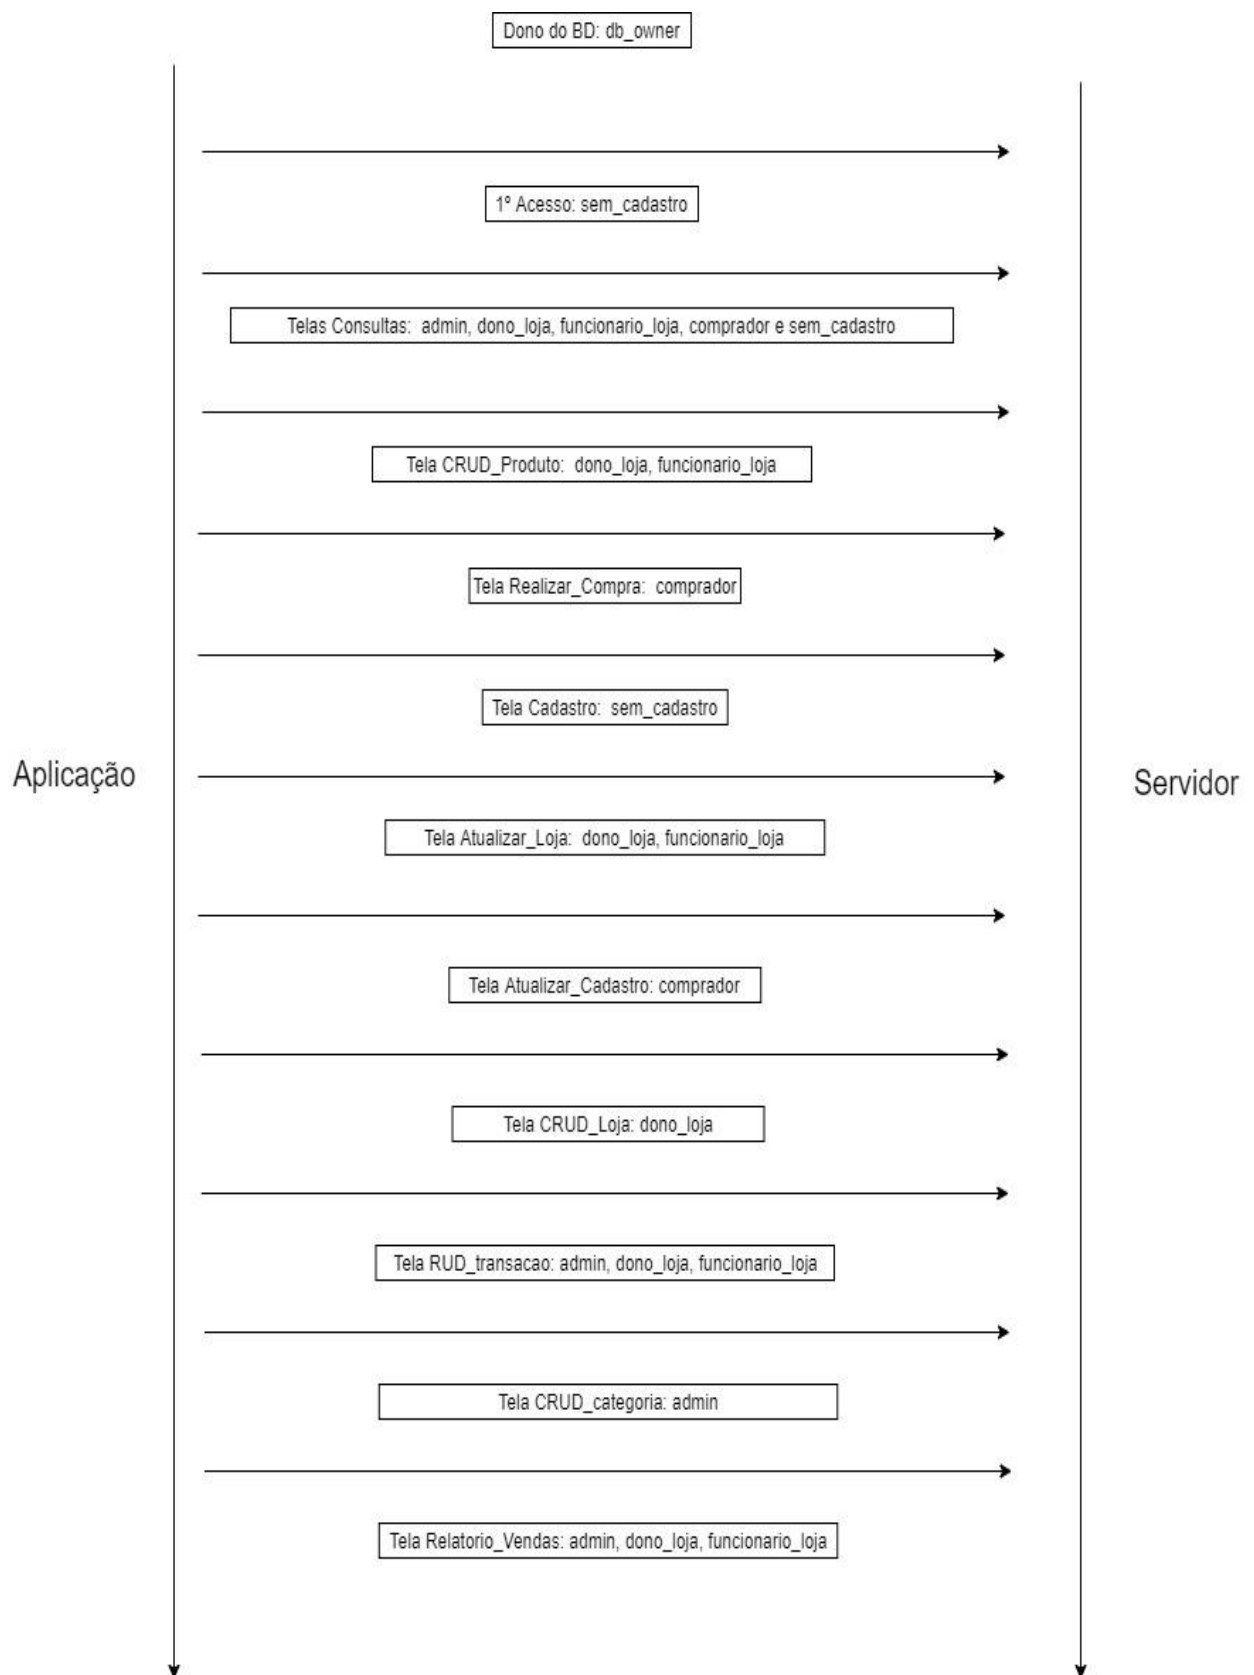 Dono do BD: db_owner
1º Acesso: sem_cadastro
Telas Consultas: admin, dono_loja, funcionario_loja, comprador e sem_cadastro
Tela CRUD_Produto: dono_loja, funcionario_loja
Tela Realizar_Compra: comprador
Tela Cadastro: sem_cadastro
Aplicação
Servidor
Tela Atualizar_Loja: dono_loja, funcionario_loja
Tela Atualizar_Cadastro: comprador
Tela CRUD_Loja: dono_loja
Tela RUD_transacao: admin, dono_loja, funcionario_loja
Tela CRUD_categoria: admin
Tela Relatorio_Vendas: admin, dono_loja, funcionario_loja